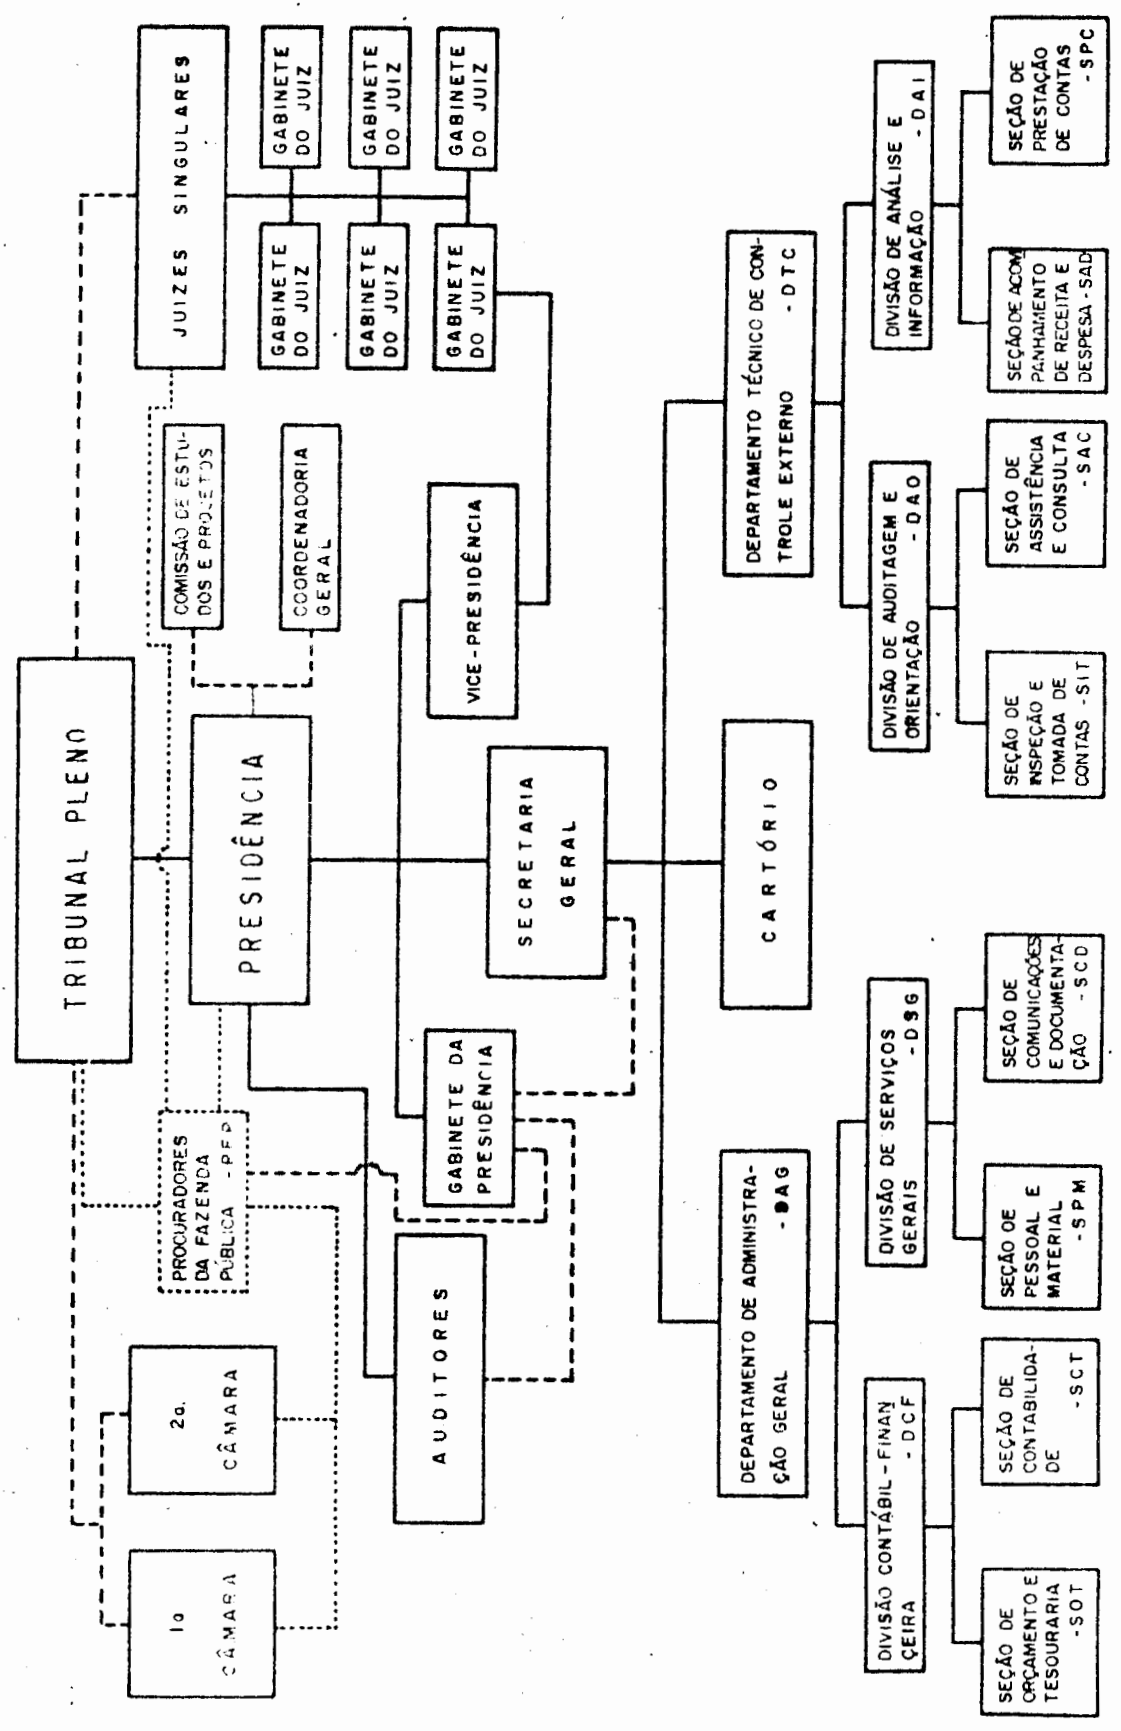 TRIBUNAL PLENO
JUIZES SINGULARES
1a
CÂMARA
2a.
CÂMARA
PROCURADORES
DA FAZENDA
PÚBLICA - PFP
COMISSÃO DE ESTU-
DOS E PROJETOS
COORDENADORIA
GERAL
GABINETE
DO JUIZ
GABINETE
DO JUIZ
GABINETE
DO JUIZ
GABINETE
DO JUIZ
GABINETE
DO JUIZ
GABINETE
DO JUIZ
PRESIDÊNCIA
AUDITORES
GABINETE DA
PRESIDÊNCIA
VICE-PRESIDÊNCIA
SECRETARIA
GERAL
DEPARTAMENTO DE ADMINISTRA-
ÇÃO GERAL - DAG
CARTÓRIO
DEPARTAMENTO TÉCNICO DE CON-
TROLE EXTERNO - DTC
DIVISÃO CONTÁBIL-FINAN
ÇEIRA - DCF
DIVISÃO DE SERVIÇOS
GERAIS - DSG
DIVISÃO DE AUDITAGEM E
ORIENTAÇÃO - DAO
DIVISÃO DE ANÁLISE E
INFORMAÇÃO - DAI
SEÇÃO DE
ORÇAMENTO E
TESOURARIA
- SOT
SEÇÃO DE
CONTABILIDA-
DE - SCT
SEÇÃO DE
PESSOAL E
MATERIAL
- SPM
SEÇÃO DE
COMUNICAÇÕES
E DOCUMENTA-
ÇÃO - SCD
SEÇÃO DE
INSPEÇÃO E
TOMADA DE
CONTAS - SIT
SEÇÃO DE
ASSISTÊNCIA
E CONSULTA
- SAC
SEÇÃO DE ACOM
PANHAMENTO
DE RECEITA E
DESPESA - SAD
SEÇÃO DE
PRESTAÇÃO
DE CONTAS
- SPC